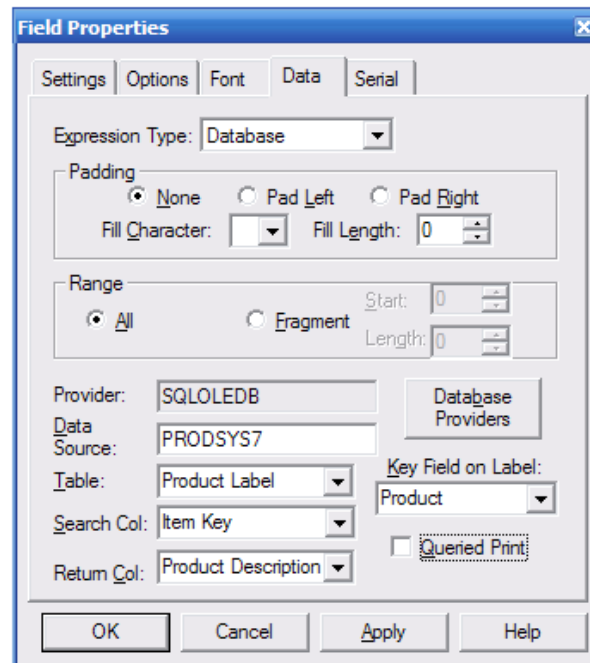 Field Properties
Settings Options Font Data Serial
Expression Type: Database
Padding
None Pad Left Pad Right
Fill Character: Fill Length: 0
Range
All Fragment Start: 0
Length: 0
Provider: SQLOLEDB Database Providers
Data Source: PRODSYS7
Key Field on Label:
Table: Product Label
Product
Search Col: Item Key
Queried Print
Return Col: Product Description
OK Cancel Apply Help